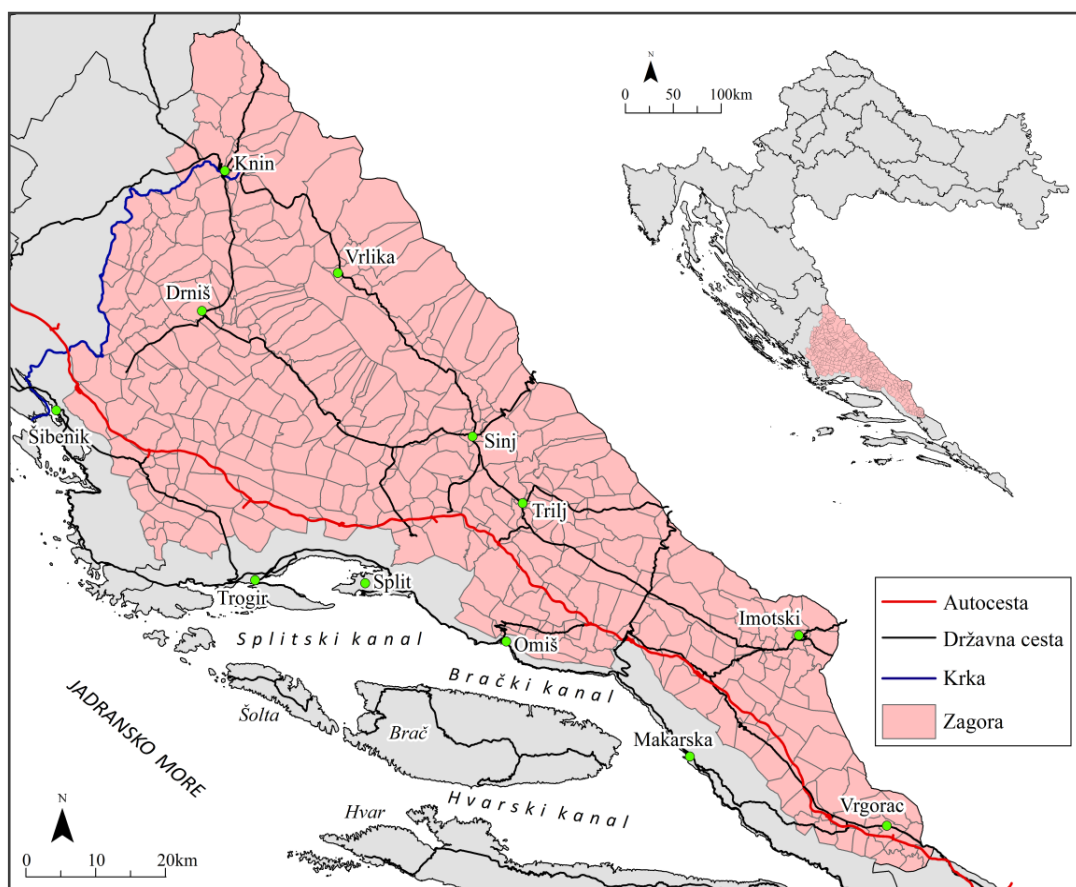 N
0 50 100km
Knin
Vrlika
Drniš
Šibenik
Sinj
Trilj
Trogir
Split
Imotski
Omiš
Splitski kanal
Brački kanal
Šolta
JADRANSKO MORE
Brač
Makarska
Hvarski kanal
Hvar
Vrgorac
Autocesta
Državna cesta
Krka
Zagora
N
0 10 20km